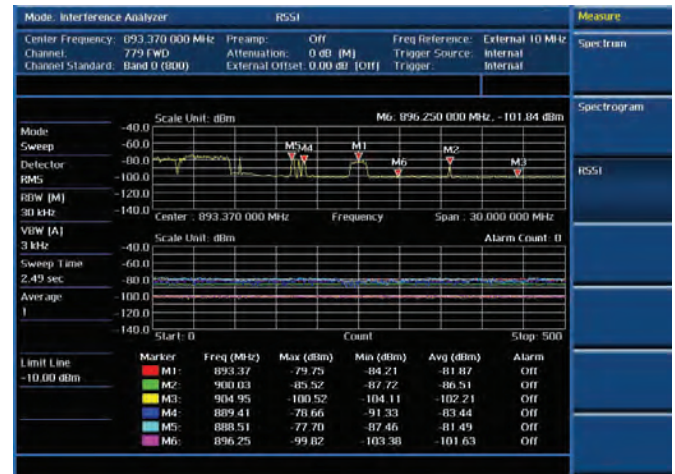 Mode: Interference Analyzer RSSI Measure
Center Frequency: 893.370 000 MHz Preamp: Off Freq Reference: External 10 MHz
Channel: 779 FWD Attenuation: 0 dB [M] Trigger Source: Internal
Channel Standard: Band 0 (800) External Offset: 0.00 dB [Off] Trigger: Internal
Spectrum
Spectrogram
RSSI
Scale Unit: dBm M6: 896.250 000 MHz, -101.84 dBm
Mode
Sweep
Detector
RMS
RBW [M]
30 kHz
VBW [A]
3 kHz
Sweep Time
2.49 sec
Average
1
Limit Line
-10.00 dBm
-40.0
-60.0
-80.0
-100.0
-120.0
-140.0
M5 M4 M1 M6 M2 M3
Center : 893.370 000 MHz Frequency Span : 30.000 000 MHz
Scale Unit: dBm Alarm Count: 0
-40.0
-60.0
-80.0
-100.0
-120.0
-140.0
Start: 0 Count Stop: 500
Marker Freq (MHz) Max (dBm) Min (dBm) Avg (dBm) Alarm
M1: 893.37 -79.75 -84.21 -81.87 Off
M2: 900.03 -85.52 -87.72 -86.51 Off
M3: 904.95 -100.52 -104.11 -102.21 Off
M4: 889.41 -78.66 -91.33 -83.44 Off
M5: 888.51 -77.70 -87.46 -81.49 Off
M6: 896.25 -99.82 -103.38 -101.63 Off